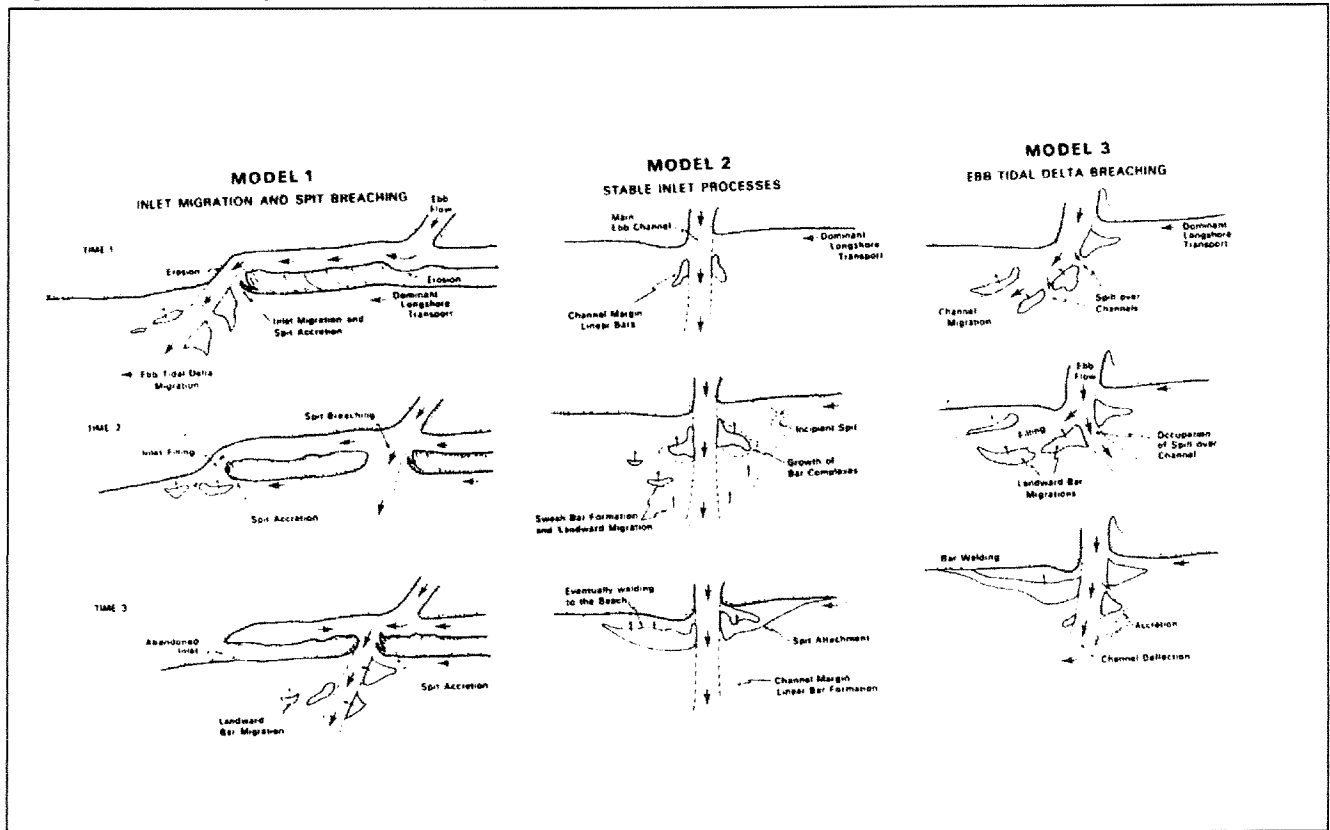 MODEL 1
INLET MIGRATION AND SPIT BREACHING
TIME 1
Ebb
Flow
Erosion
Erosion
Dominant
Longshore
Transport
Inlet Migration and
Spit Accretion
Ebb Tidal Delta
Migration
TIME 2
Spit Breaching
Inlet Filling
Spit Accretion
TIME 3
Abandoned
Inlet
Spit Accretion
Landward
Bar Migration
MODEL 2
STABLE INLET PROCESSES
Main
Ebb Channel
Dominant
Longshore
Transport
Channel Margin
Linear Bars
Incipient Spit
Growth of
Bar Complexes
Swash Bar Formation
and Landward Migration
Eventually welding
to the Beach
Spit Attachment
Channel Margin
Linear Bar Formation
MODEL 3
EBB TIDAL DELTA BREACHING
Dominant
Longshore
Transport
Spill over
Channels
Channel
Migration
Ebb
Flow
Filling
Occupation
of Spill over
Channel
Landward Bar
Migrations
Bar Welding
Accretion
Channel Deflection